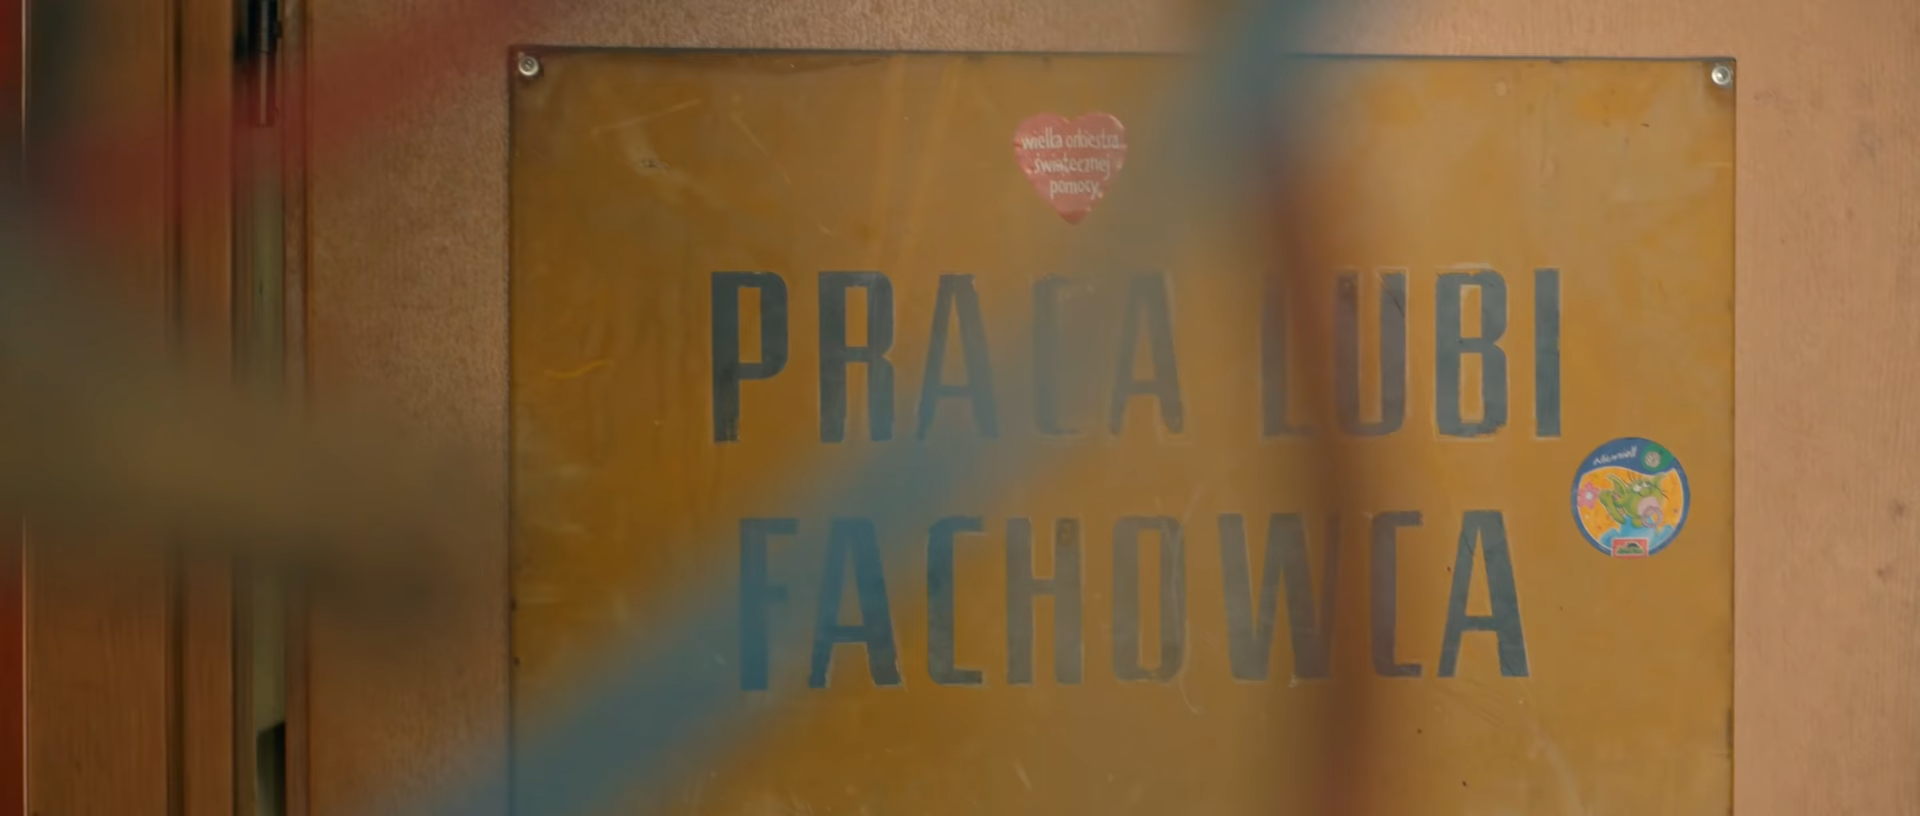 wielka orkiestra
świątecznej
pomocy
PRACA LUBI
FACHOWCA